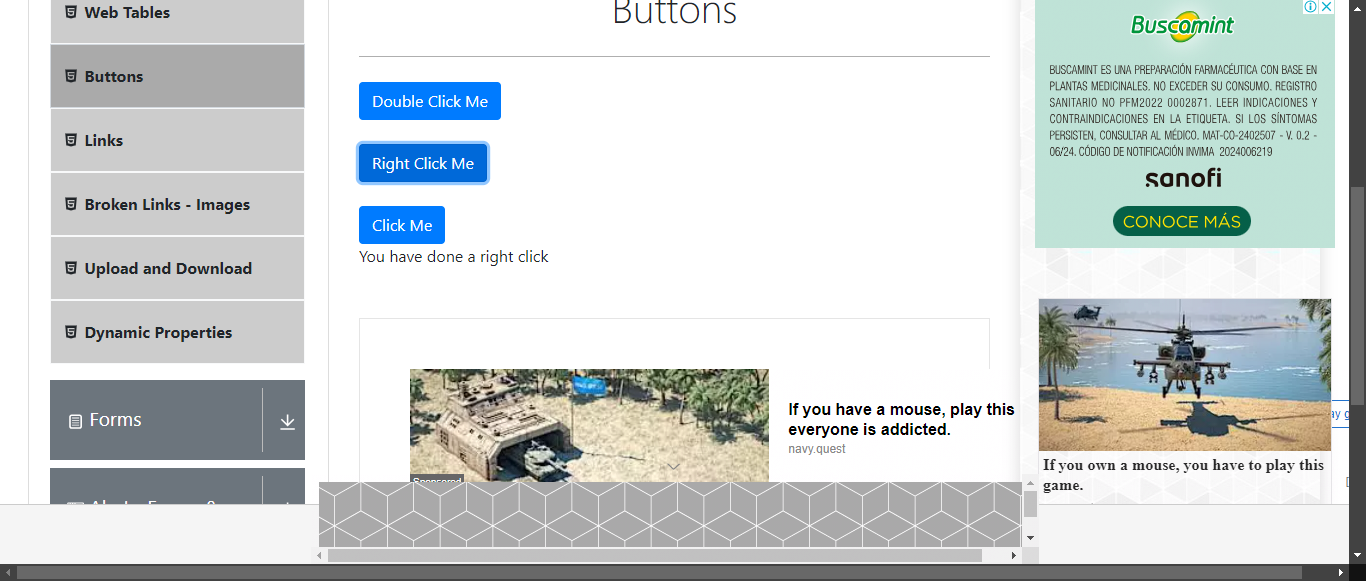 Web Tables
Buttons
Links
Broken Links - Images
Upload and Download
Dynamic Properties
Forms
Buttons
Double Click Me
Right Click Me
Click Me
You have done a right click
If you have a mouse, play this
everyone is addicted.
navy.quest
Sponsored
Buscamint
BUSCAMINT ES UNA PREPARACIÓN FARMACÉUTICA CON BASE EN
PLANTAS MEDICINALES. NO EXCEDER SU CONSUMO. REGISTRO
SANITARIO NO PFM2022 0002871. LEER INDICACIONES Y
CONTRAINDICACIONES EN LA ETIQUETA. SI LOS SÍNTOMAS
PERSISTEN, CONSULTAR AL MÉDICO. MAT-CO-2402507 - V. 0.2 -
06/24. CÓDIGO DE NOTIFICACIÓN INVIMA 2024006219
sanofi
CONOCE MÁS
If you own a mouse, you have to play this
game.